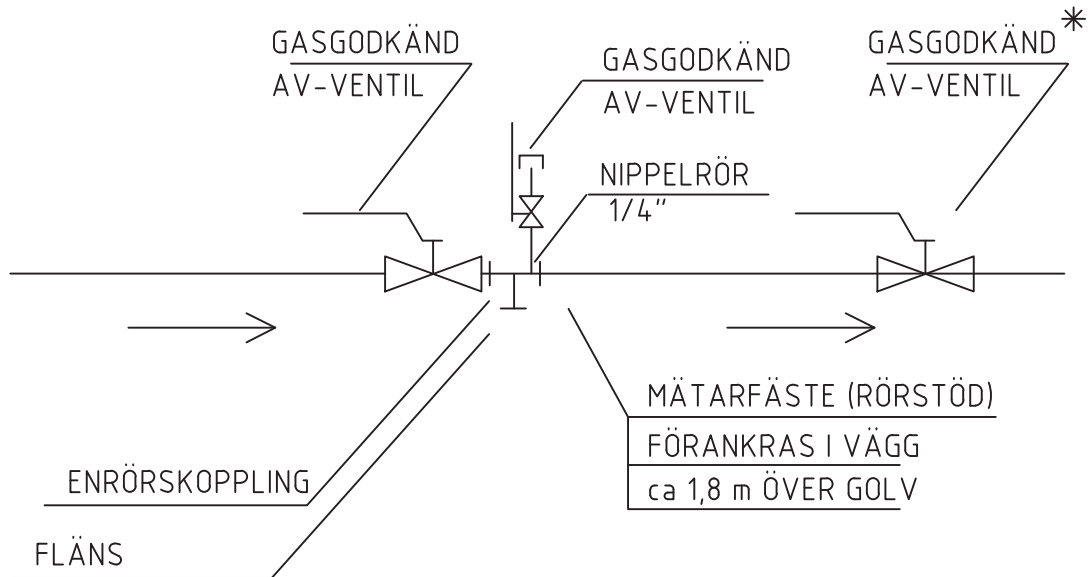 GASGODKÄND
AV-VENTIL
GASGODKÄND
AV-VENTIL
GASGODKÄND *
AV-VENTIL
NIPPELRÖR
1/4"
MÄTARFÄSTE (RÖRSTÖD)
FÖRANKRAS I VÄGG
ca 1,8 m ÖVER GOLV
ENRÖRSKOPPLING
FLÄNS